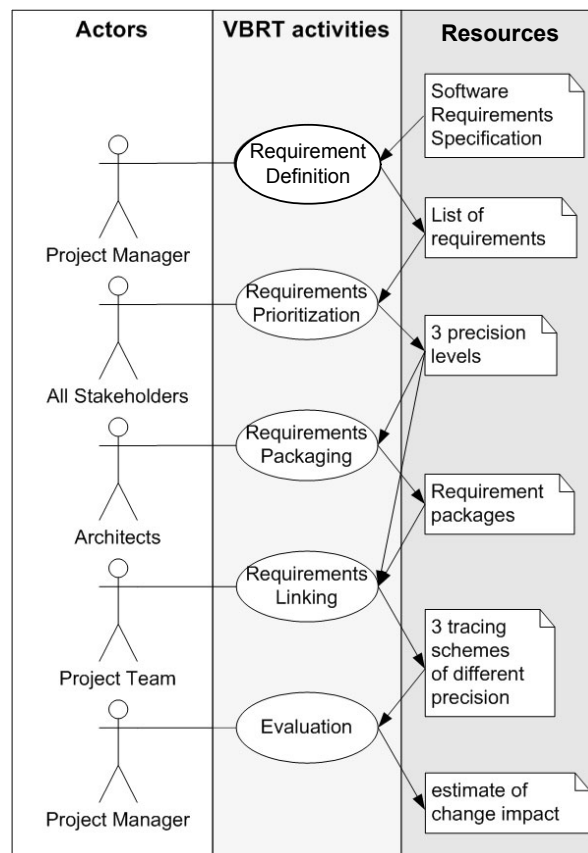 Actors
VBRT activities
Resources
Software
Requirements
Specification
Requirement
Definition
Project Manager
List of
requirements
Requirements
Prioritization
All Stakeholders
3 precision
levels
Requirements
Packaging
Architects
Requirement
packages
Requirements
Linking
Project Team
3 tracing
schemes
of different
precision
Evaluation
Project Manager
estimate of
change impact